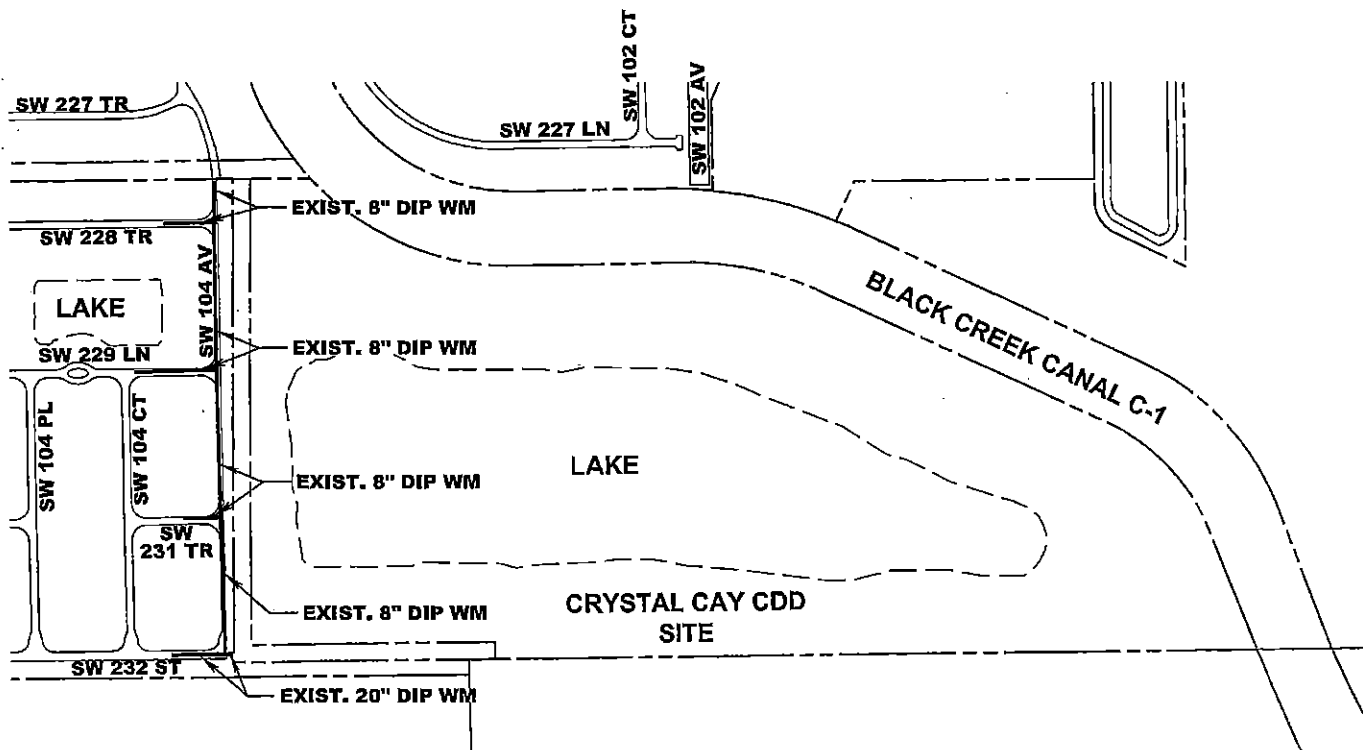 SW 102 CT
SW 102 AV
SW 227 TR
SW 227 LN
EXIST. 8" DIP WM
SW 228 TR
SW 104 AV
LAKE
BLACK CREEK CANAL C-1
SW 229 LN
EXIST. 8" DIP WM
SW 104 PL
SW 104 CT
LAKE
EXIST. 8" DIP WM
SW
231 TR
EXIST. 8" DIP WM
CRYSTAL CAY CDD
SITE
SW 232 ST
EXIST. 20" DIP WM